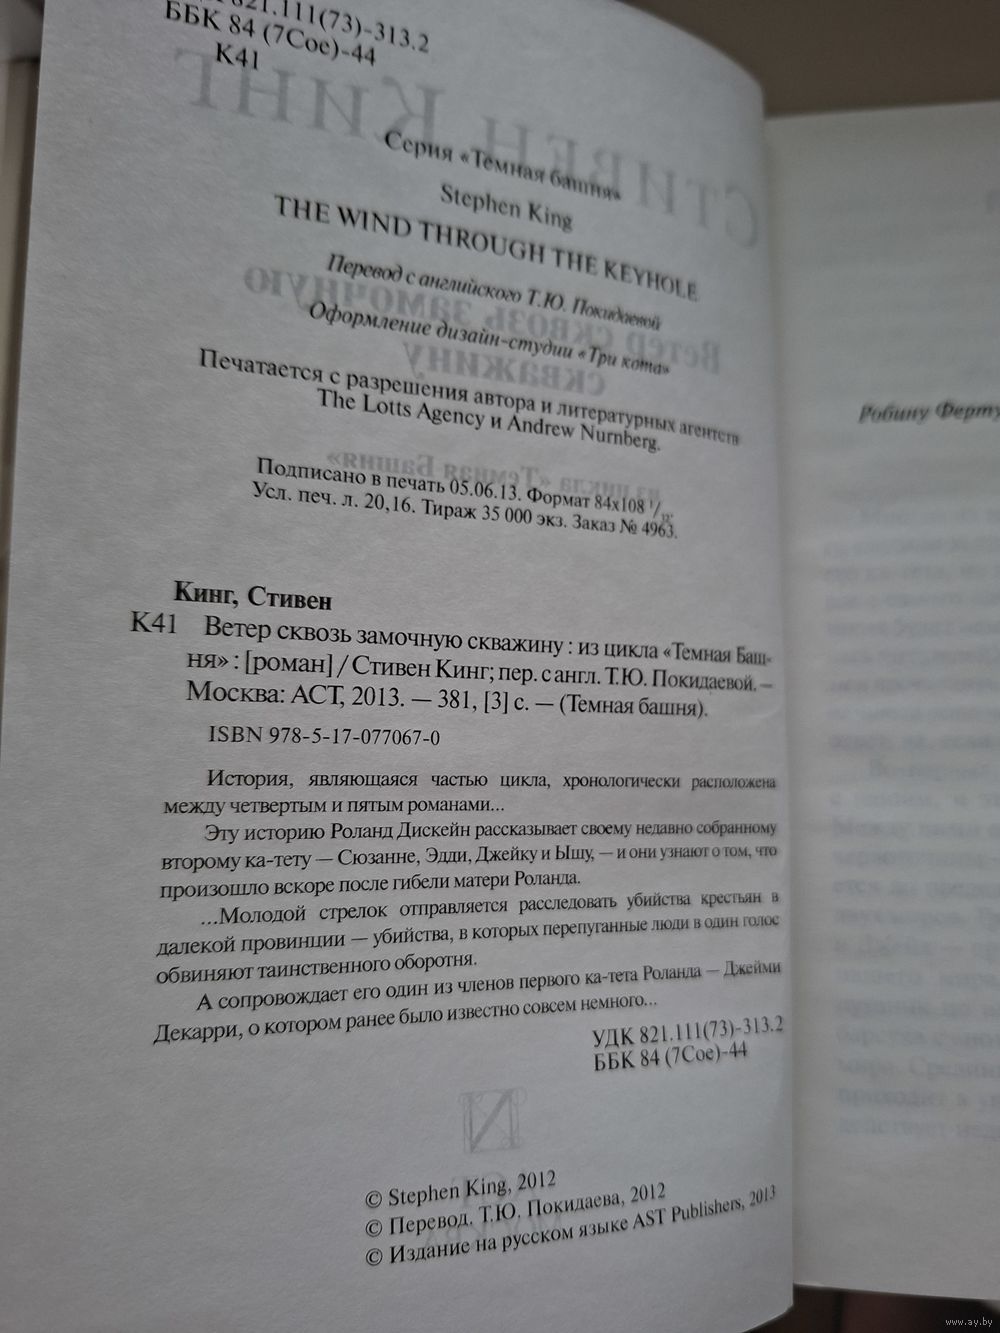 821.111(73)-313.2
ББК 84 (7Сое)-44
К41
Серия «Темная башня»
Stephen King
THE WIND THROUGH THE KEYHOLE
Перевод с английского Т.Ю. Покидаевой
Оформление дизайн-студии «Три кота»
Печатается с разрешения автора и литературных агентств
The Lotts Agency и Andrew Nurnberg.
Подписано в печать 05.06.13. Формат 84x108 1/32.
Усл. печ. л. 20,16. Тираж 35 000 экз. Заказ № 4963.
Кинг, Стивен
К41 Ветер сквозь замочную скважину : из цикла «Темная Баш-
ня» : [роман] / Стивен Кинг; пер. с англ. Т.Ю. Покидаевой. —
Москва: АСТ, 2013. — 381, [3] с. — (Темная башня).
ISBN 978-5-17-077067-0
История, являющаяся частью цикла, хронологически расположена
между четвертым и пятым романами...
Эту историю Роланд Дискейн рассказывает своему недавно собранному
второму ка-тету — Сюзанне, Эдди, Джейку и Ышу, — и они узнают о том, что
произошло вскоре после гибели матери Роланда.
...Молодой стрелок отправляется расследовать убийства крестьян в
далекой провинции — убийства, в которых перепуганные люди в один голос
обвиняют таинственного оборотня.
А сопровождает его один из членов первого ка-тета Роланда — Джейми
Декарри, о котором ранее было известно совсем немного...
УДК 821.111(73)-313.2
ББК 84 (7Сое)-44
© Stephen King, 2012
© Перевод. Т.Ю. Покидаева, 2012
© Издание на русском языке AST Publishers, 2013
Робину Ферту
www.ay.by